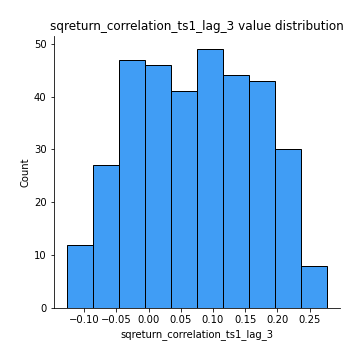 sqreturn_correlation_ts1_lag_3 value distribution
50
40
30
20
10
0
Count
−0.10 −0.05 0.00 0.05 0.10 0.15 0.20 0.25
sqreturn_correlation_ts1_lag_3